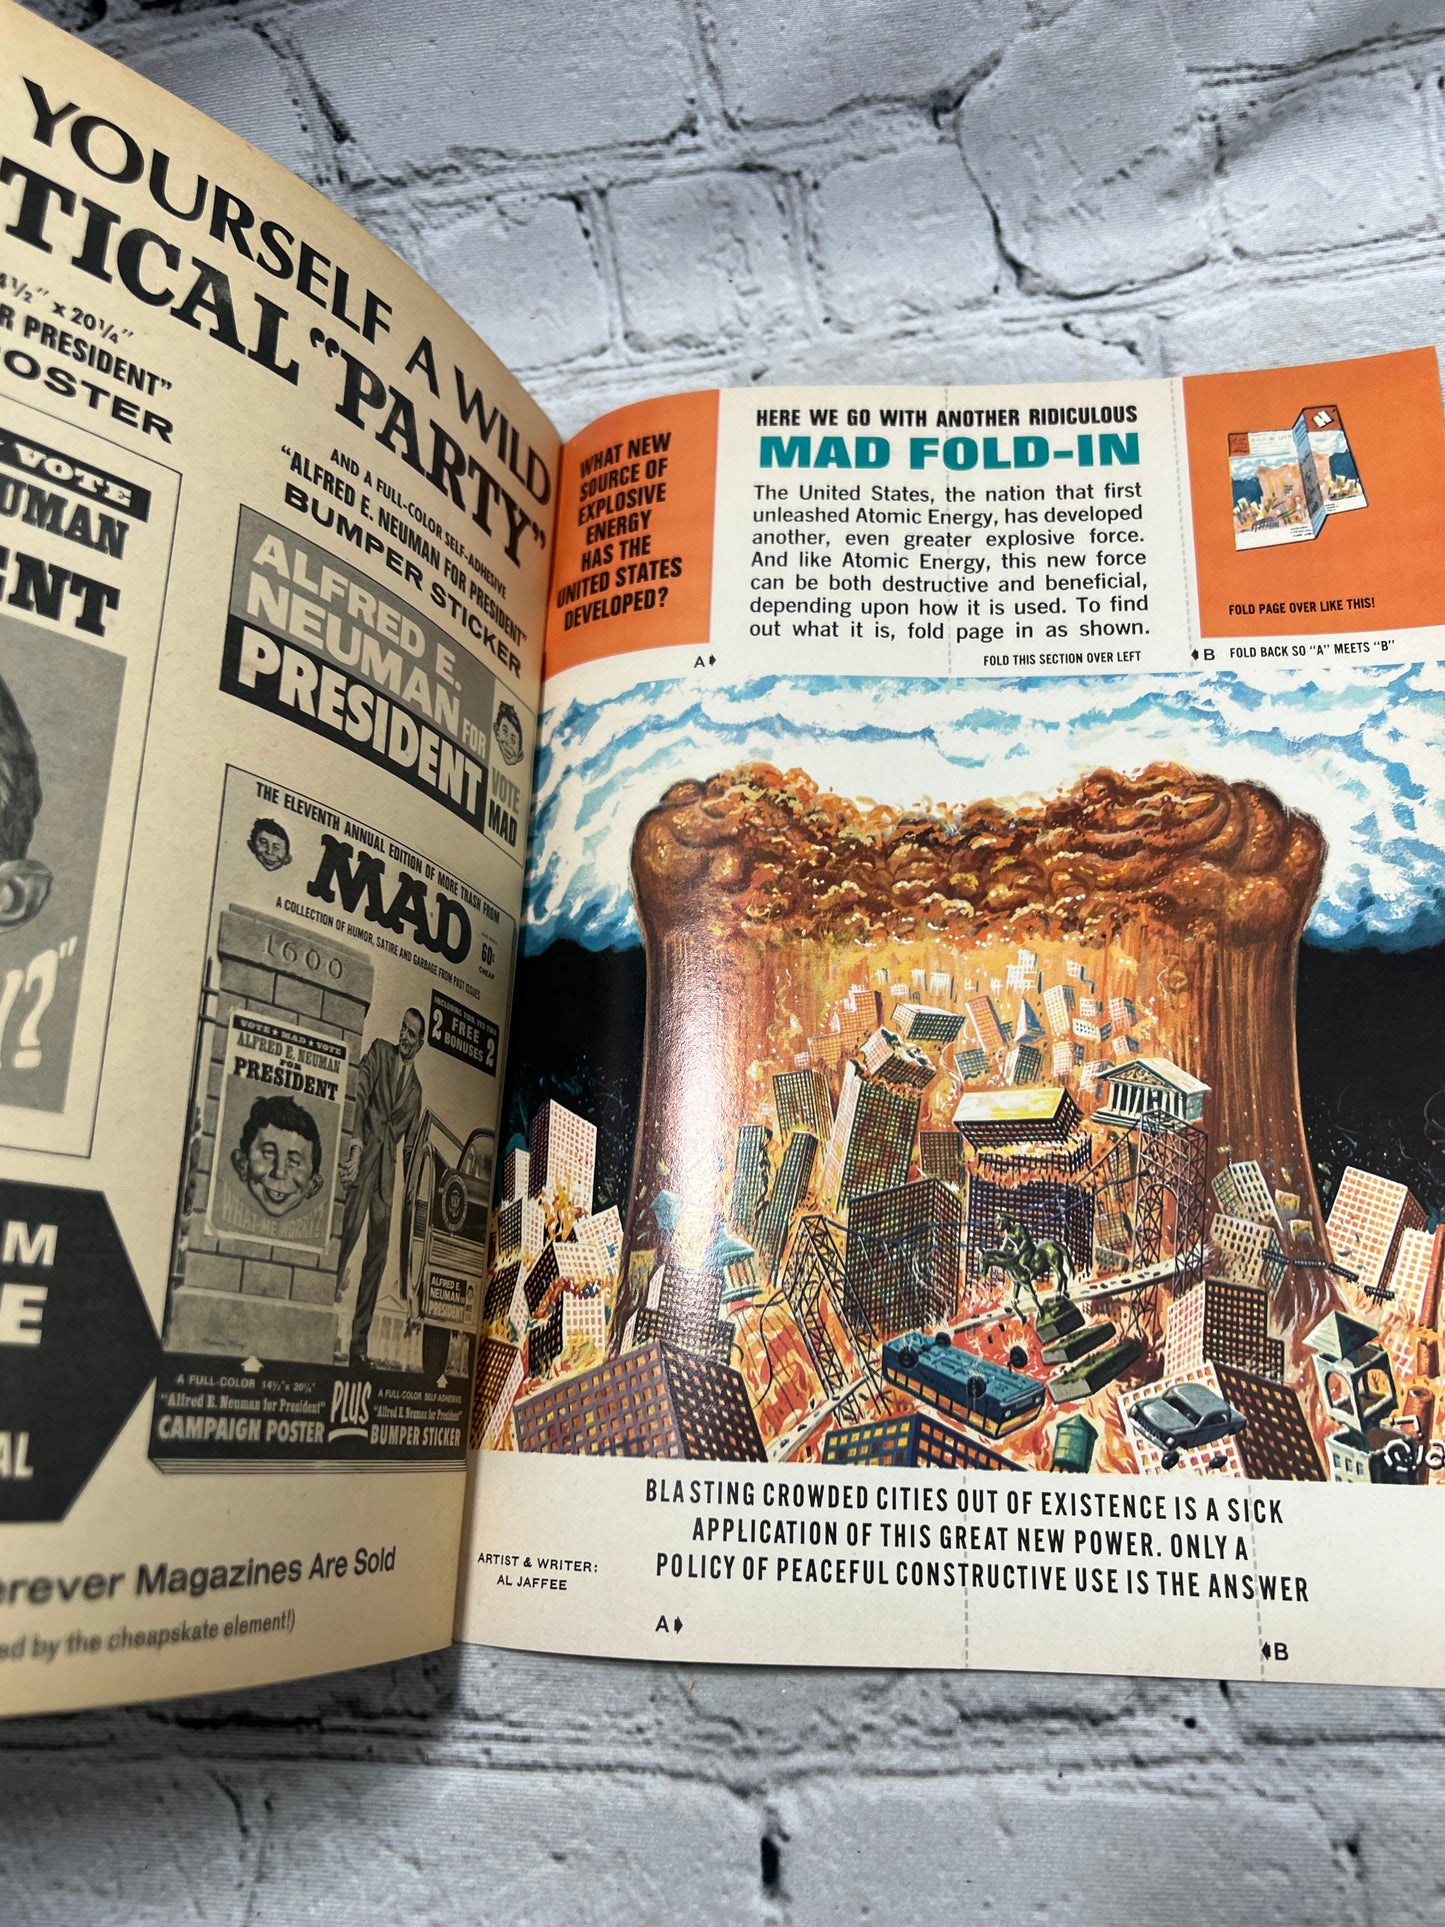 YOURSELF A WILD
TICAL "PARTY"
4½" x 20¼"
R PRESIDENT"
OSTER
AND A FULL-COLOR SELF-ADHESIVE
"ALFRED E. NEUMAN FOR PRESIDENT"
BUMPER STICKER
VOTE
EUMAN
ENT
?"
ALFRED E.
NEUMAN FOR
PRESIDENT
VOTE
MAD
THE ELEVENTH ANNUAL EDITION OF MORE TRASH FROM
MAD
A COLLECTION OF HUMOR, SATIRE AND GARBAGE FROM PAST ISSUES
60¢
CHEAP
1600
INCLUDING THIS YEAR
2 FREE 2
BONUSES
VOTE ★ MAD ★ VOTE
ALFRED E. NEUMAN
FOR
PRESIDENT
WHAT-ME WORRY?
ALFRED E.
NEUMAN FOR
PRESIDENT
A FULL-COLOR 14½" x 20¼"
"Alfred E. Neuman for President"
CAMPAIGN POSTER
PLUS
A FULL-COLOR SELF-ADHESIVE
"Alfred E. Neuman for President"
BUMPER STICKER
M
E
AL
erever Magazines Are Sold
ed by the cheapskate element!)
WHAT NEW
SOURCE OF
EXPLOSIVE
ENERGY
HAS THE
UNITED STATES
DEVELOPED?
HERE WE GO WITH ANOTHER RIDICULOUS
MAD FOLD-IN
The United States, the nation that first
unleashed Atomic Energy, has developed
another, even greater explosive force.
And like Atomic Energy, this new force
can be both destructive and beneficial,
depending upon how it is used. To find
out what it is, fold page in as shown.
A
FOLD THIS SECTION OVER LEFT
FOLD PAGE OVER LIKE THIS!
B FOLD BACK SO "A" MEETS "B"
BLASTING CROWDED CITIES OUT OF EXISTENCE IS A SICK
APPLICATION OF THIS GREAT NEW POWER. ONLY A
POLICY OF PEACEFUL CONSTRUCTIVE USE IS THE ANSWER
ARTIST & WRITER:
AL JAFFEE
A
B